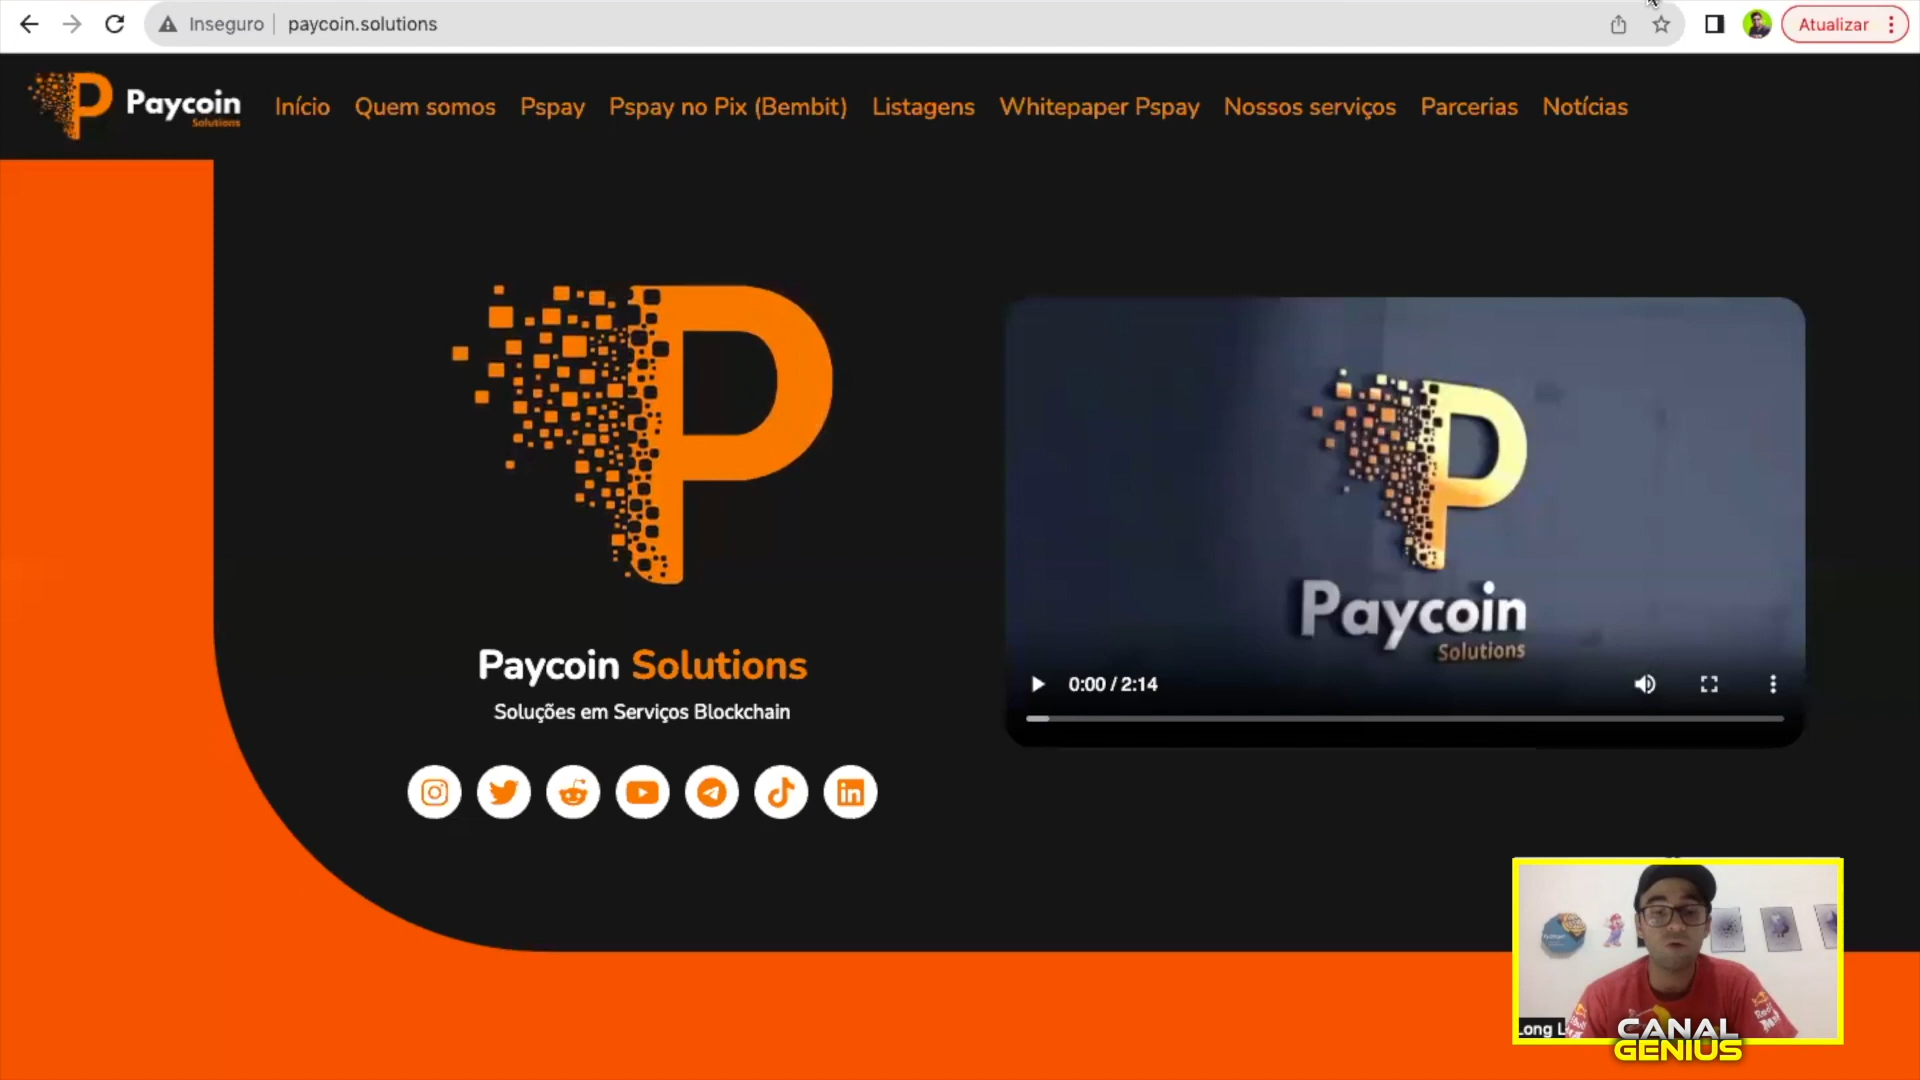 Inseguro paycoin.solutions Atualizar
Paycoin
Solutions
Início Quem somos Pspay Pspay no Pix (Bembit) Listagens Whitepaper Pspay Nossos serviços Parcerias Notícias
Paycoin
Solutions
0:00 / 2:14
Paycoin Solutions
Soluções em Serviços Blockchain
Long L
CANAL
GENIUS